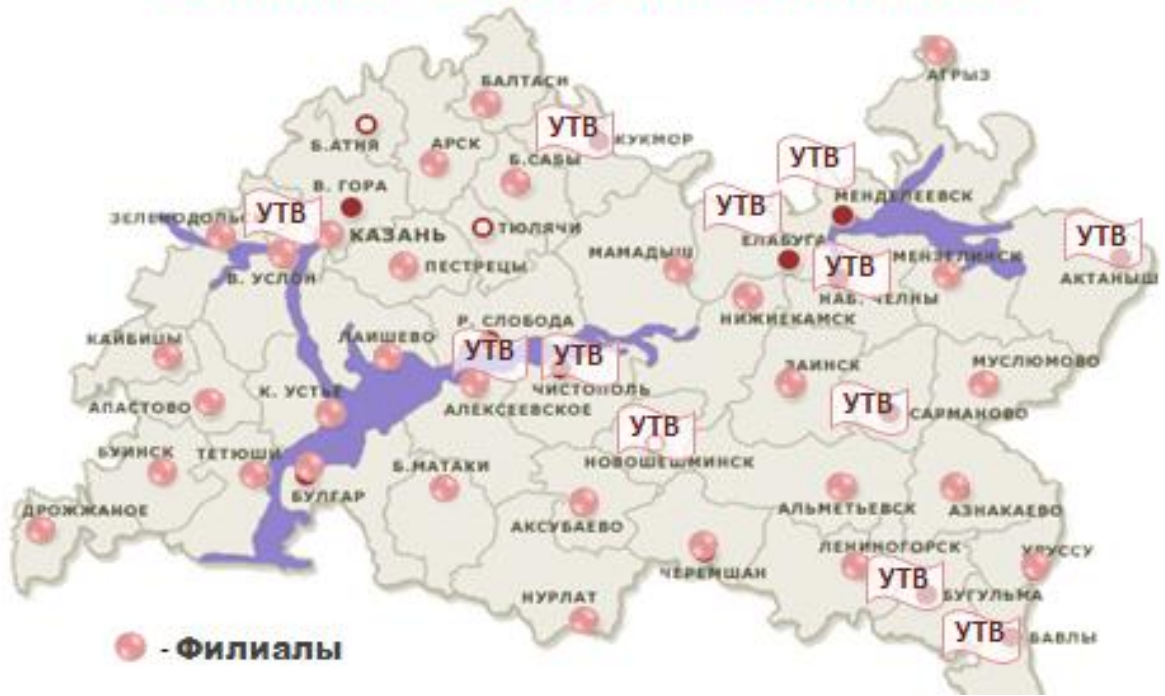 АГРЫЗ
БАЛТАСИ
УТВ
КУКМОР
Б.АТНЯ
АРСК
Б.САБЫ
УТВ
МЕНДЕЛЕЕВСК
В. ГОРА
УТВ
ЗЕЛЕНОДОЛЬС
УТВ
КАЗАНЬ
ТЮЛЯЧИ
ЕЛАБУГА
УТВ
МАМАДЫШ
МЕНЗЕЛИНСК
УТВ
АКТАНЫШ
В. УСЛОН
ПЕСТРЕЦЫ
НАБ. ЧЕЛНЫ
НИЖНЕКАМСК
КАЙБИЦЫ
ЛАИШЕВО
Р. СЛОБОДА
УТВ
УТВ
ЧИСТОПОЛЬ
ЗАИНСК
МУСЛЮМОВО
АПАСТОВО
К. УСТЬЕ
АЛЕКСЕЕВСКОЕ
УТВ
САРМАНОВО
УТВ
НОВОШЕШМИНСК
БУИНСК
ТЕТЮШИ
Б.МАТАКИ
БУЛГАР
ДРОЖЖАНОЕ
АКСУБАЕВО
АЛЬМЕТЬЕВСК
АЗНАКАЕВО
ЧЕРЕМШАН
ЛЕНИНОГОРСК
УРУССУ
УТВ
БУГУЛЬМА
НУРЛАТ
УТВ
БАВЛЫ
- Филиалы